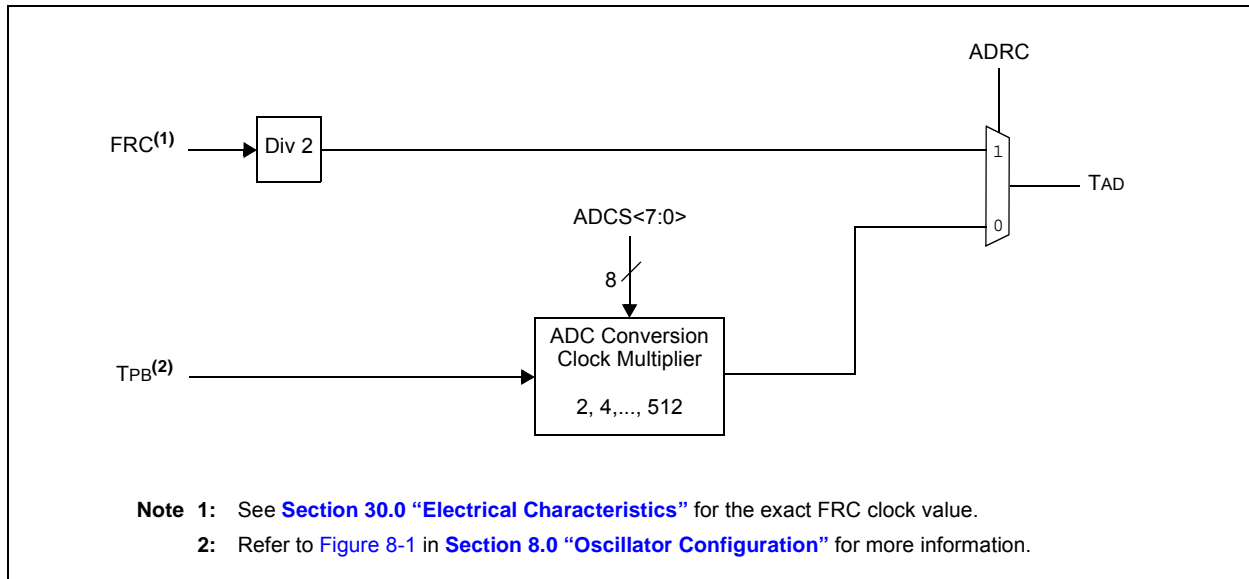 ADRC
FRC(1)
Div 2
1
TAD
ADCS<7:0>
0
8
ADC Conversion
Clock Multiplier
2, 4,..., 512
TPB(2)
Note 1: See Section 30.0 “Electrical Characteristics” for the exact FRC clock value.
2: Refer to Figure 8-1 in Section 8.0 “Oscillator Configuration” for more information.